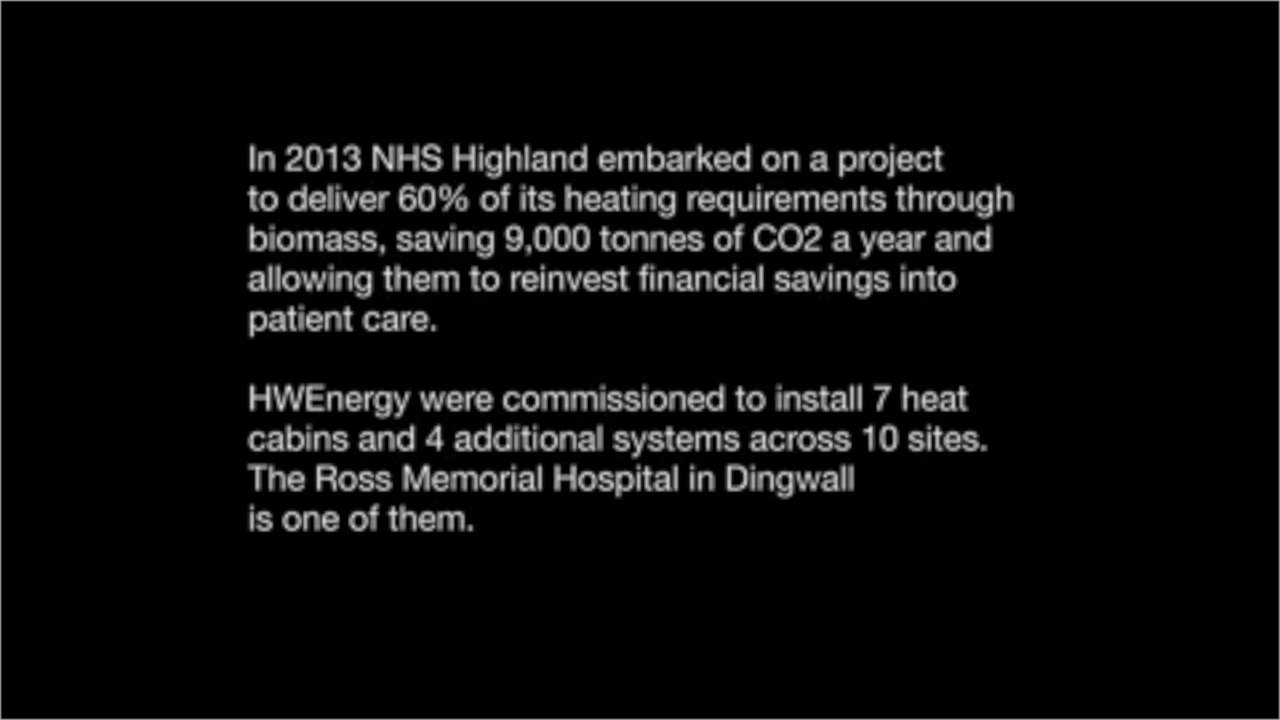 In 2013 NHS Highland embarked on a project
to deliver 60% of its heating requirements through
biomass, saving 9,000 tonnes of CO2 a year and
allowing them to reinvest financial savings into
patient care.
HWEnergy were commissioned to install 7 heat
cabins and 4 additional systems across 10 sites.
The Ross Memorial Hospital in Dingwall
is one of them.